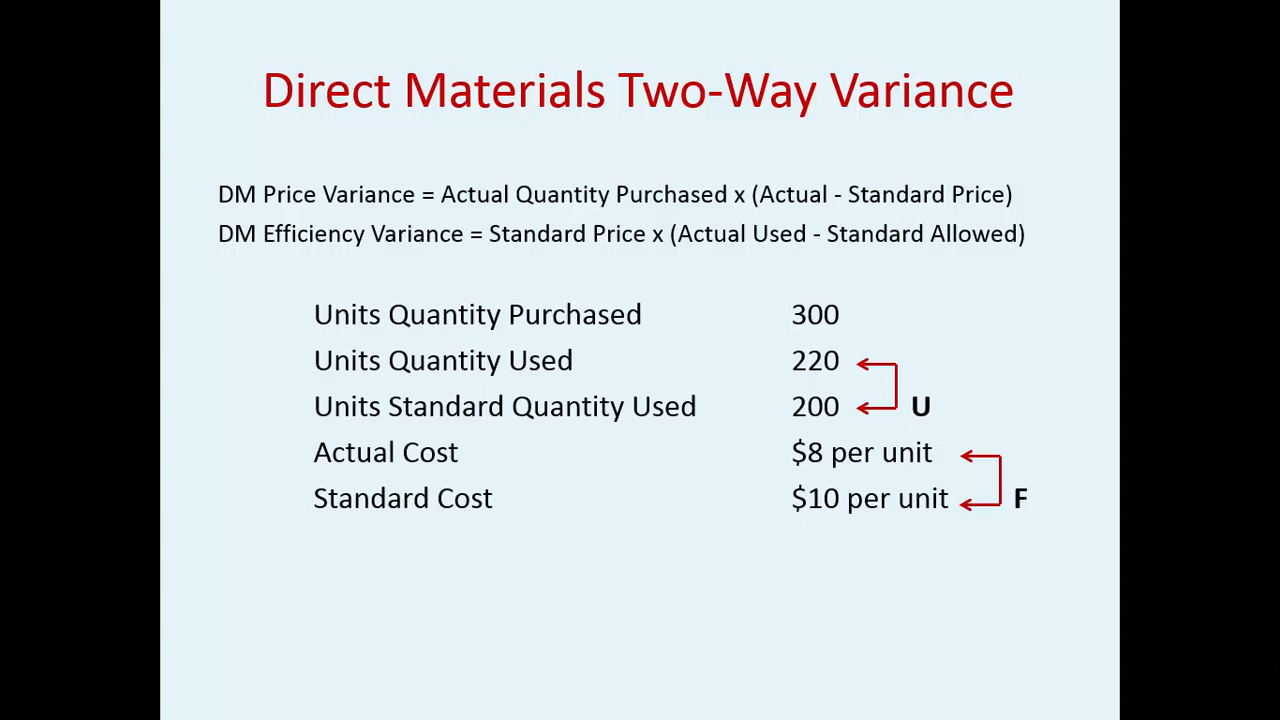 Direct Materials Two-Way Variance
DM Price Variance = Actual Quantity Purchased x (Actual - Standard Price)
DM Efficiency Variance = Standard Price x (Actual Used - Standard Allowed)
Units Quantity Purchased 300
Units Quantity Used 220
Units Standard Quantity Used 200 U
Actual Cost $8 per unit
Standard Cost $10 per unit F